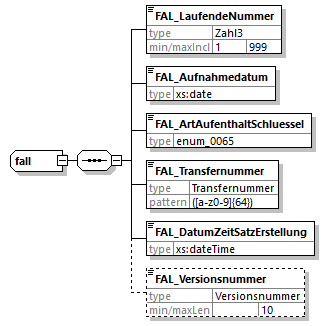 FAL_LaufendeNummer
type Zahl3
min/maxIncl 1 999
FAL_Aufnahmedatum
type xs:date
FAL_ArtAufenthaltSchluessel
type enum_0065
fall
FAL_Transfernummer
type Transfernummer
pattern ([a-z0-9]{64})
FAL_DatumZeitSatzErstellung
type xs:dateTime
FAL_Versionsnummer
type Versionsnummer
min/maxLen 10